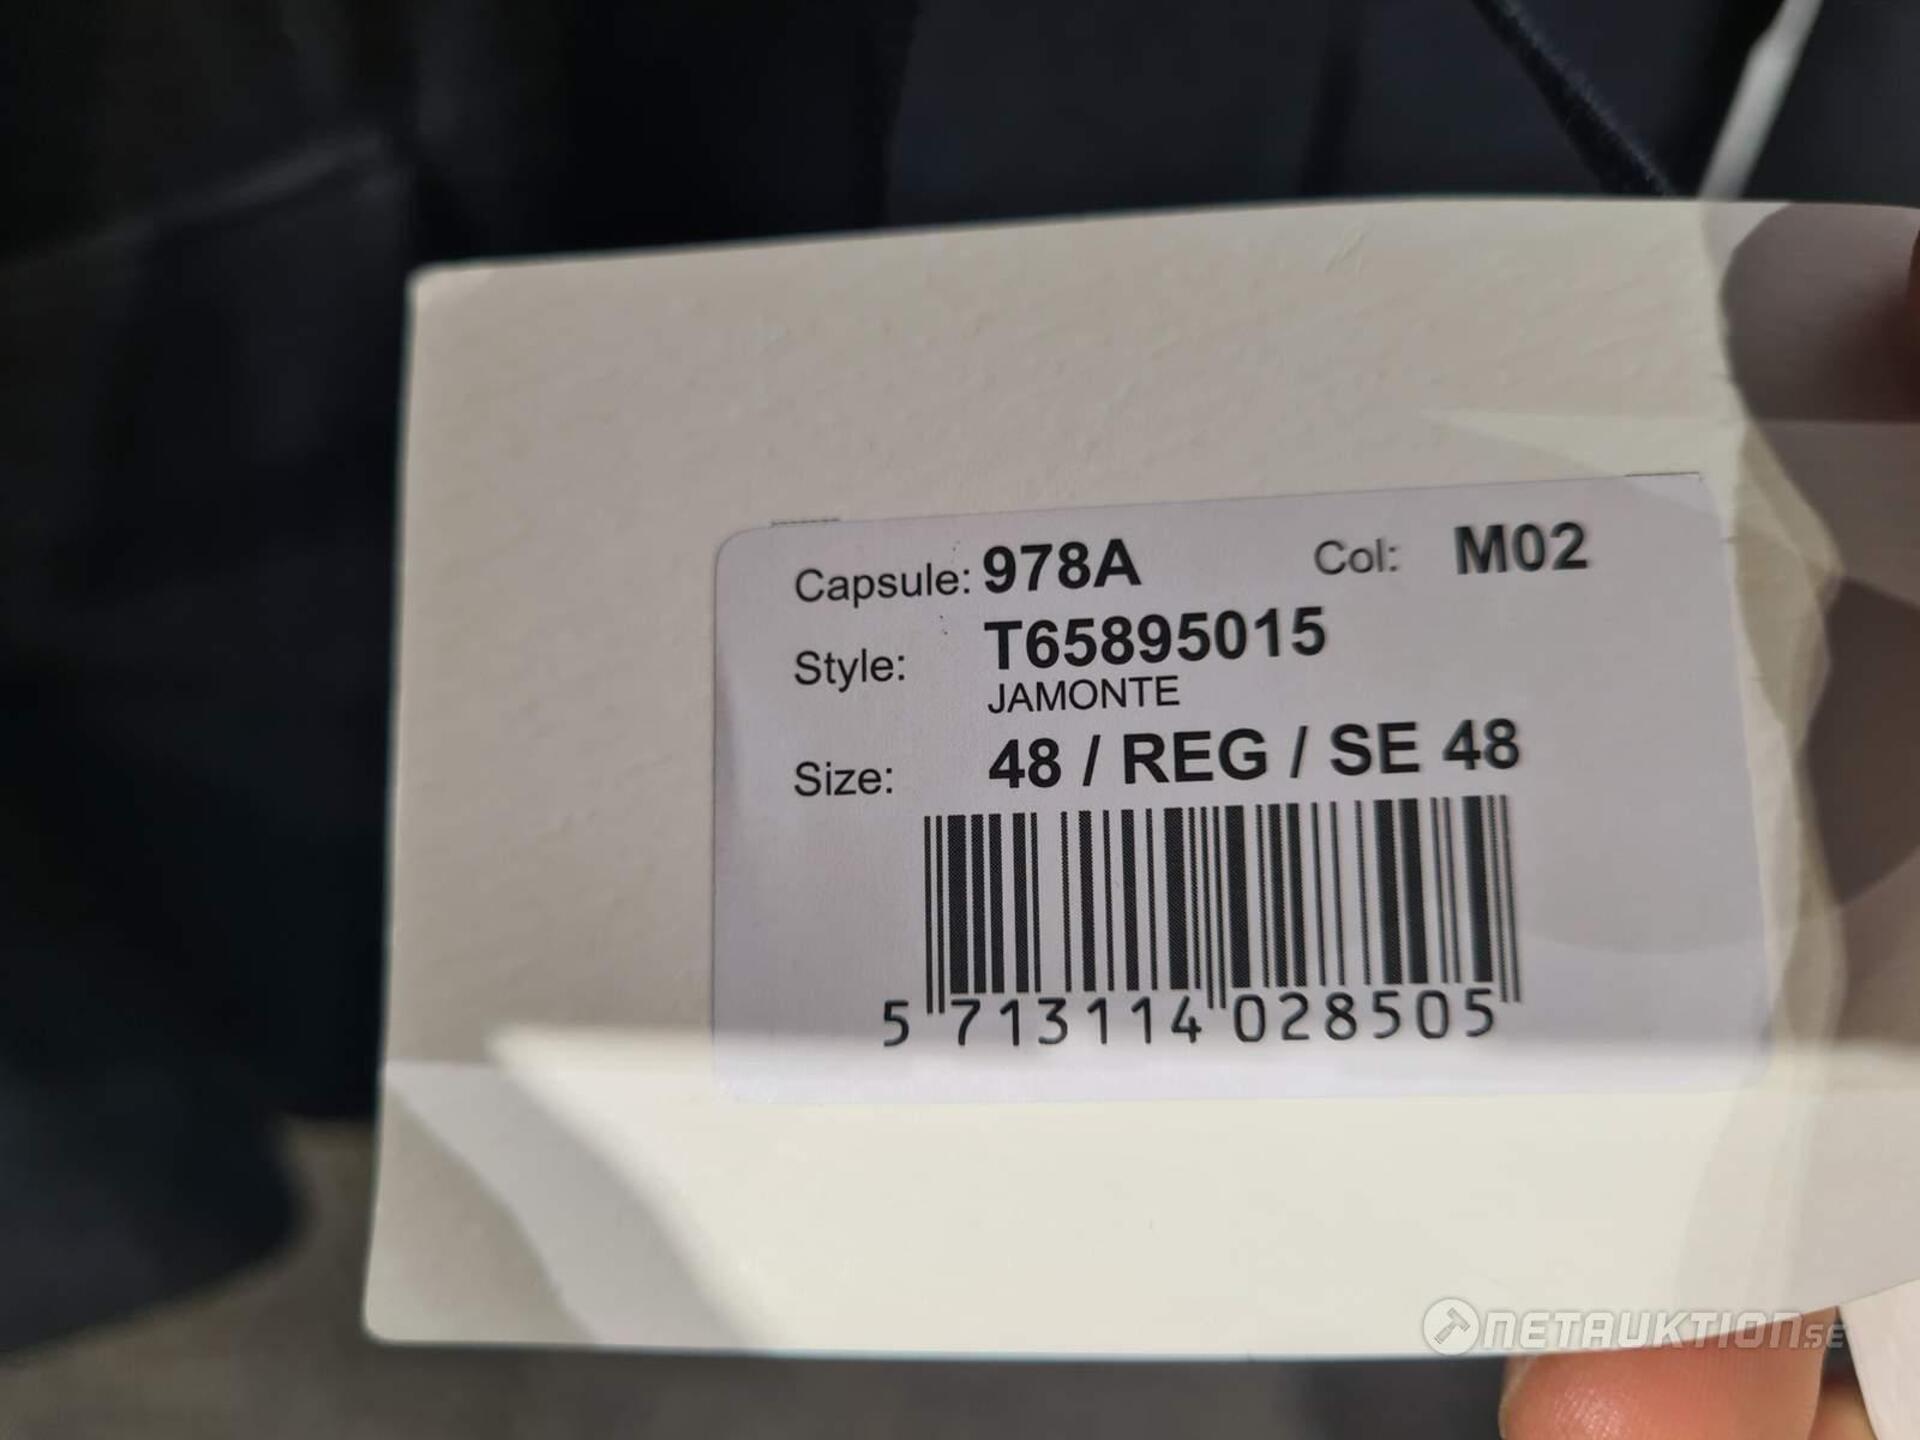 Capsule: 978A Col: M02
Style: T65895015
JAMONTE
Size: 48 / REG / SE 48
5 713114 028505
NETAUKTION.SE